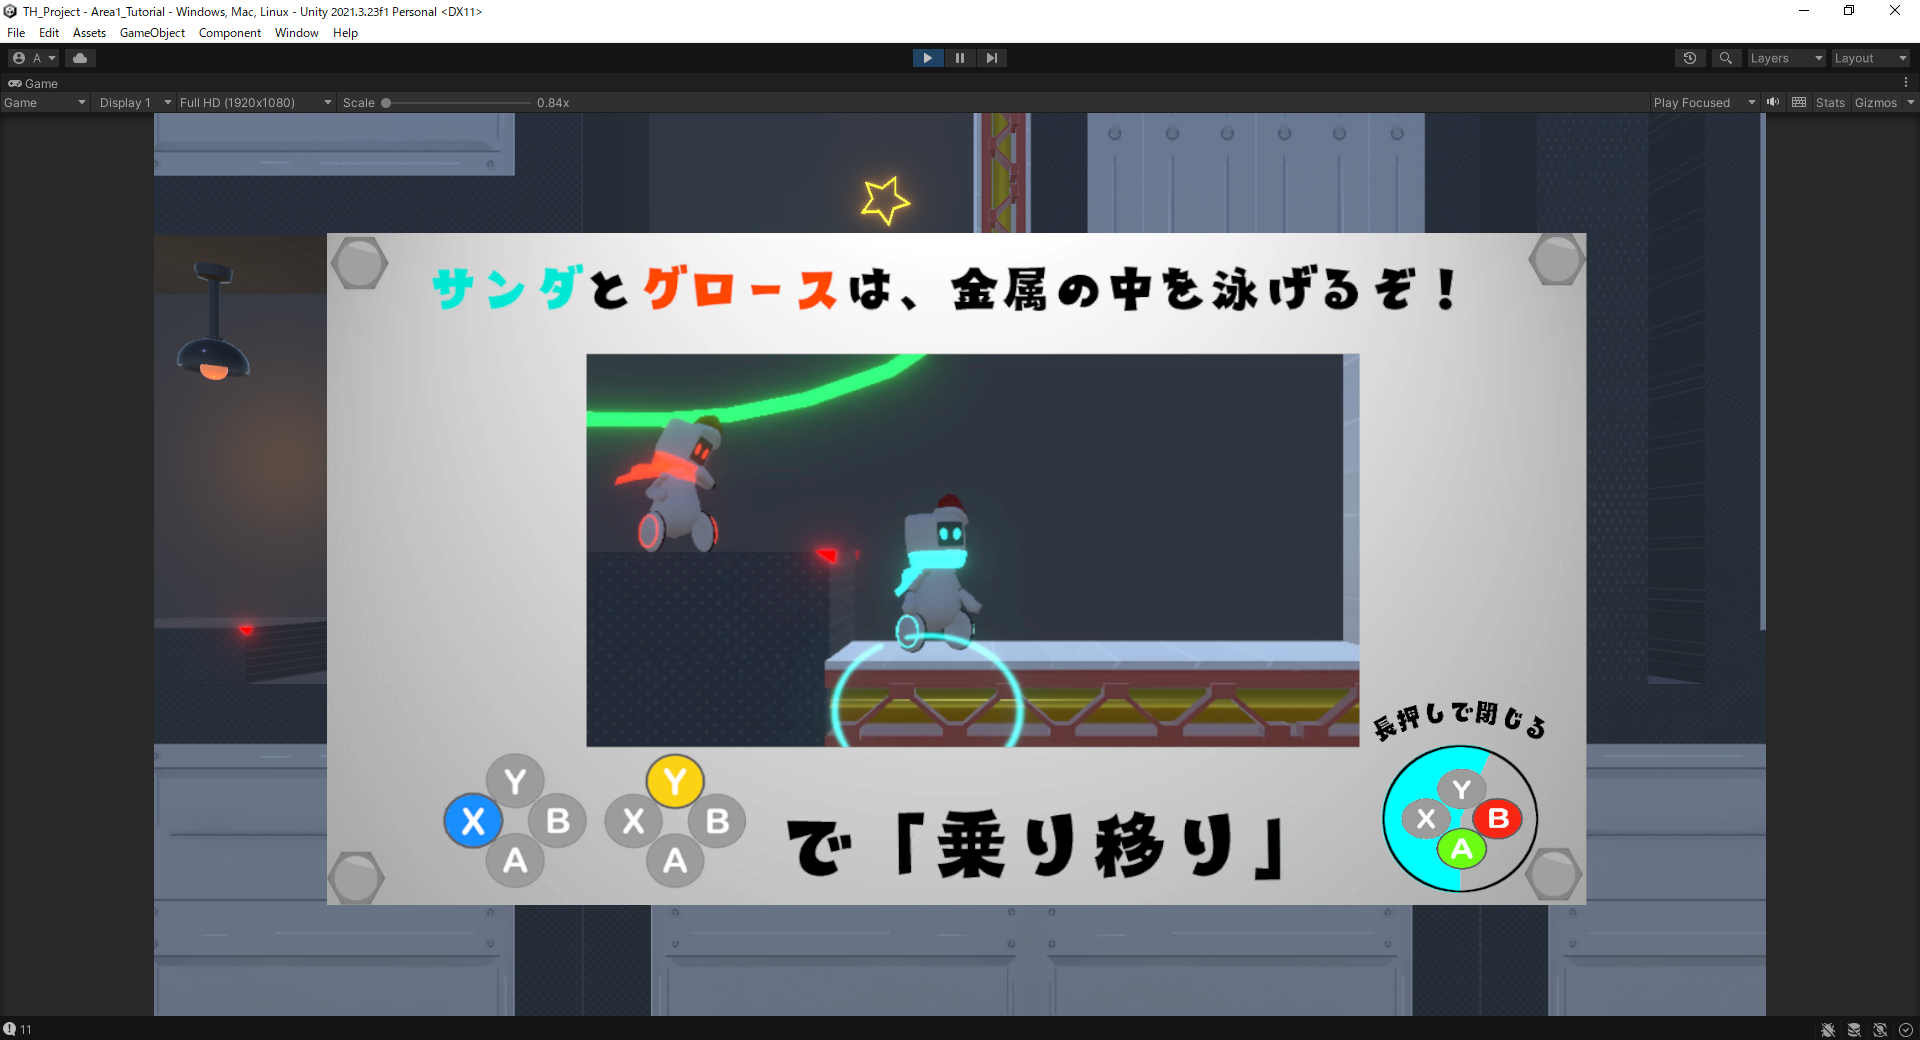 TH_Project - Area1_Tutorial - Windows, Mac, Linux - Unity 2021.3.23f1 Personal <DX11>
File Edit Assets GameObject Component Window Help
A Layers Layout
Game
Game Display 1 Full HD (1920x1080) Scale 0.84x Play Focused Stats Gizmos
サンダとグロースは、金属の中を泳げるぞ！
長押しで閉じる
Y X B A
Y X B A
で「乗り移り」
Y X B A
11